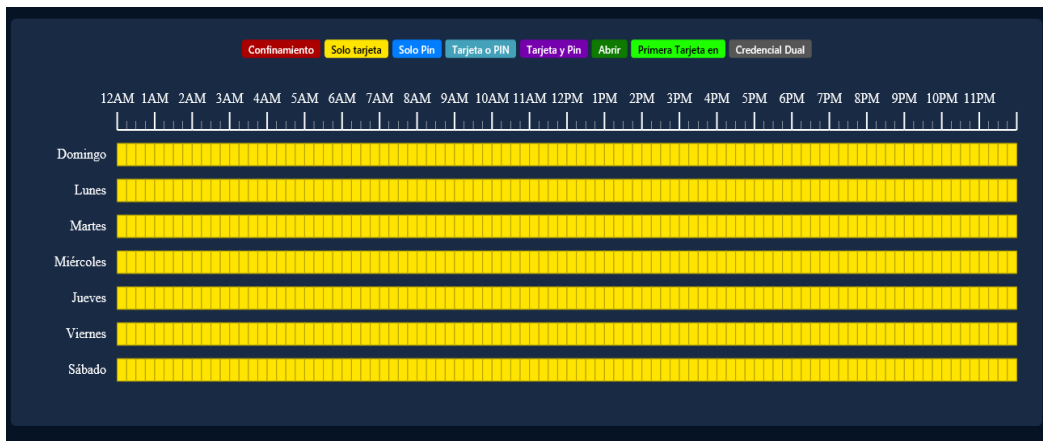 Confinamiento Solo tarjeta Solo Pin Tarjeta o PIN Tarjeta y Pin Abrir Primera Tarjeta en Credencial Dual
12AM 1AM 2AM 3AM 4AM 5AM 6AM 7AM 8AM 9AM 10AM 11AM 12PM 1PM 2PM 3PM 4PM 5PM 6PM 7PM 8PM 9PM 10PM 11PM
Domingo
Lunes
Martes
Miércoles
Jueves
Viernes
Sábado